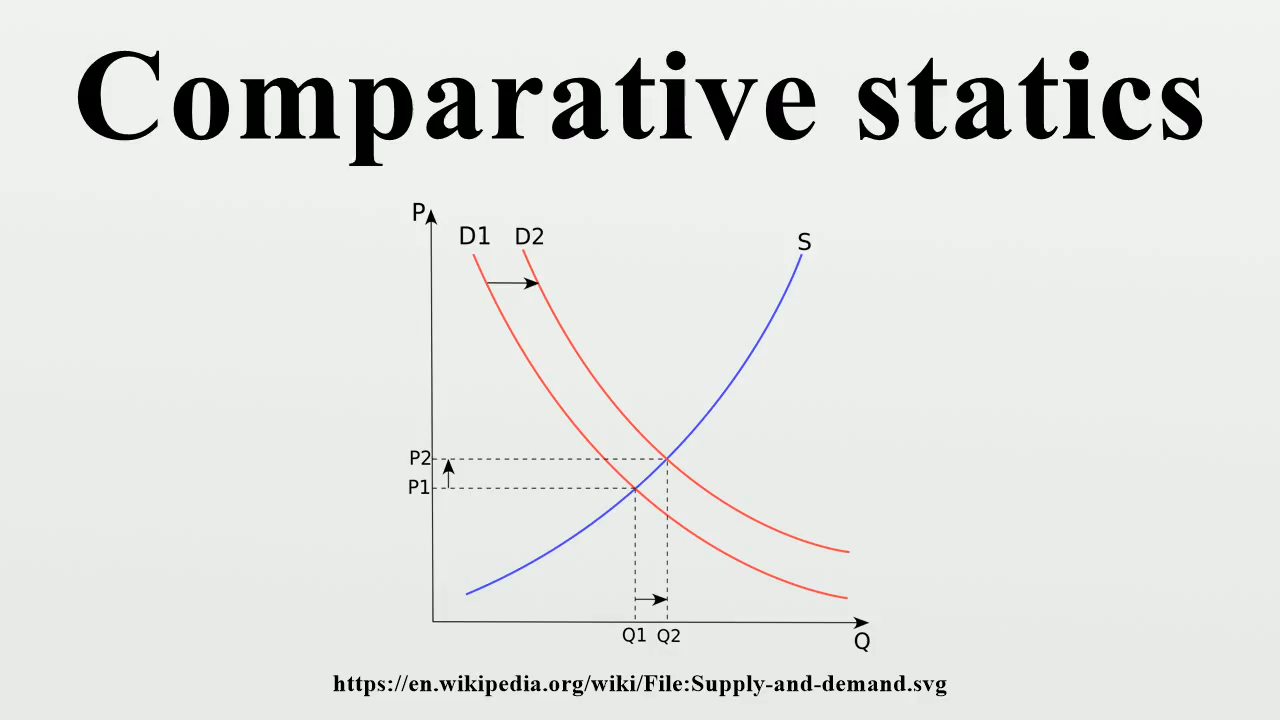 Comparative statics
P
D1 D2
S
P2
P1
Q1 Q2
Q
https://en.wikipedia.org/wiki/File:Supply-and-demand.svg